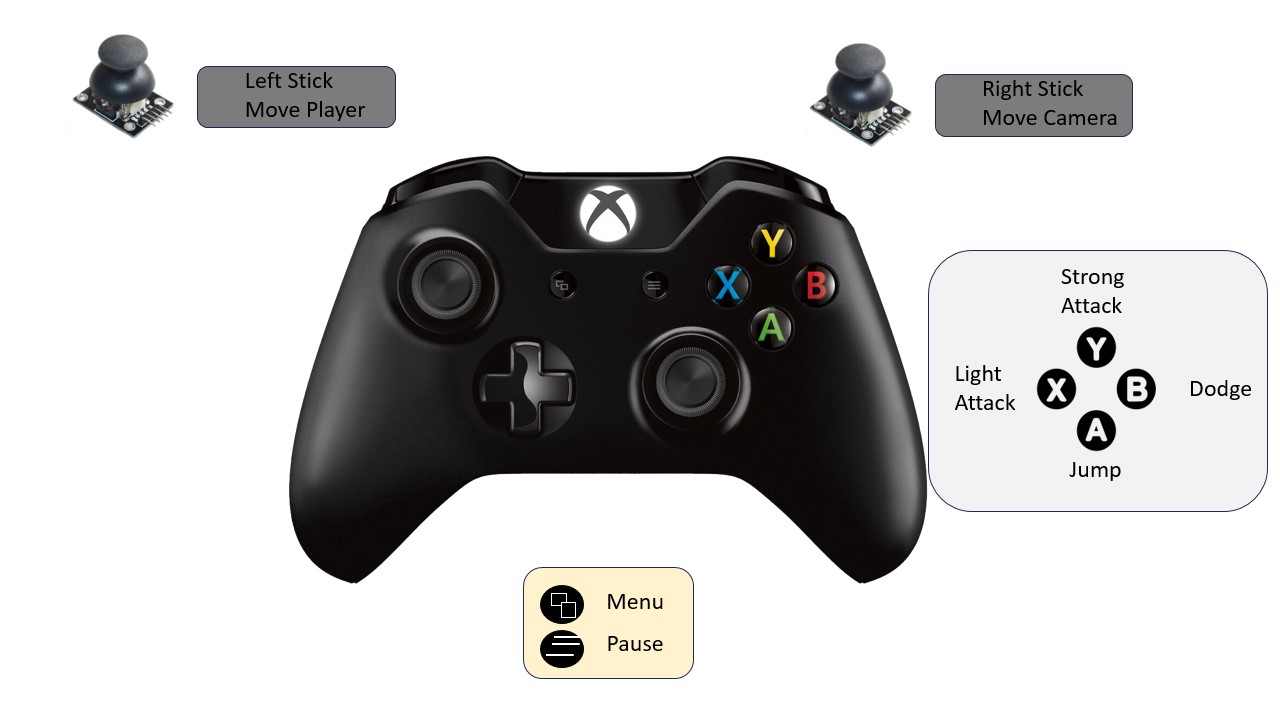 Left Stick
Move Player
Right Stick
Move Camera
Y
X
B
A
Strong
Attack
Y
Light
Attack
X
B
Dodge
A
Jump
Menu
Pause